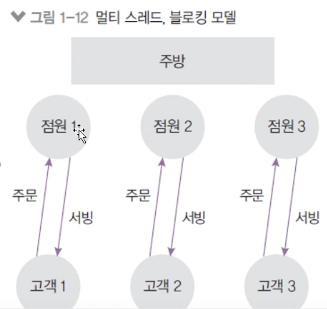 그림 1-12 멀티 스레드, 블로킹 모델
주방
점원 1 점원 2 점원 3
주문 서빙 주문 서빙 주문 서빙
고객 1 고객 2 고객 3